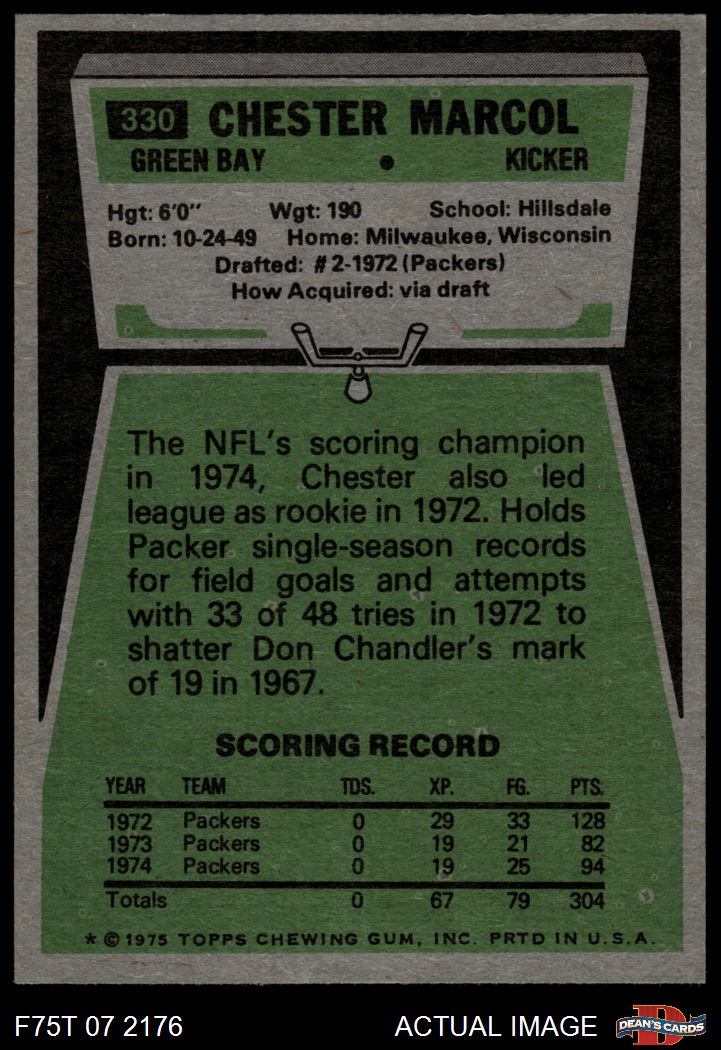 330 CHESTER MARCOL
GREEN BAY • KICKER
Hgt: 6'0" Wgt: 190 School: Hillsdale
Born: 10-24-49 Home: Milwaukee, Wisconsin
Drafted: #2-1972 (Packers)
How Acquired: via draft
The NFL's scoring champion
in 1974, Chester also led
league as rookie in 1972. Holds
Packer single-season records
for field goals and attempts
with 33 of 48 tries in 1972 to
shatter Don Chandler's mark
of 19 in 1967.
SCORING RECORD
YEAR TEAM TDS. XP. FG. PTS.
1972 Packers 0 29 33 128
1973 Packers 0 19 21 82
1974 Packers 0 19 25 94
Totals 0 67 79 304
* © 1975 TOPPS CHEWING GUM, INC. PRTD IN U.S.A.
F75T 07 2176 ACTUAL IMAGE D DEAN'S CARDS